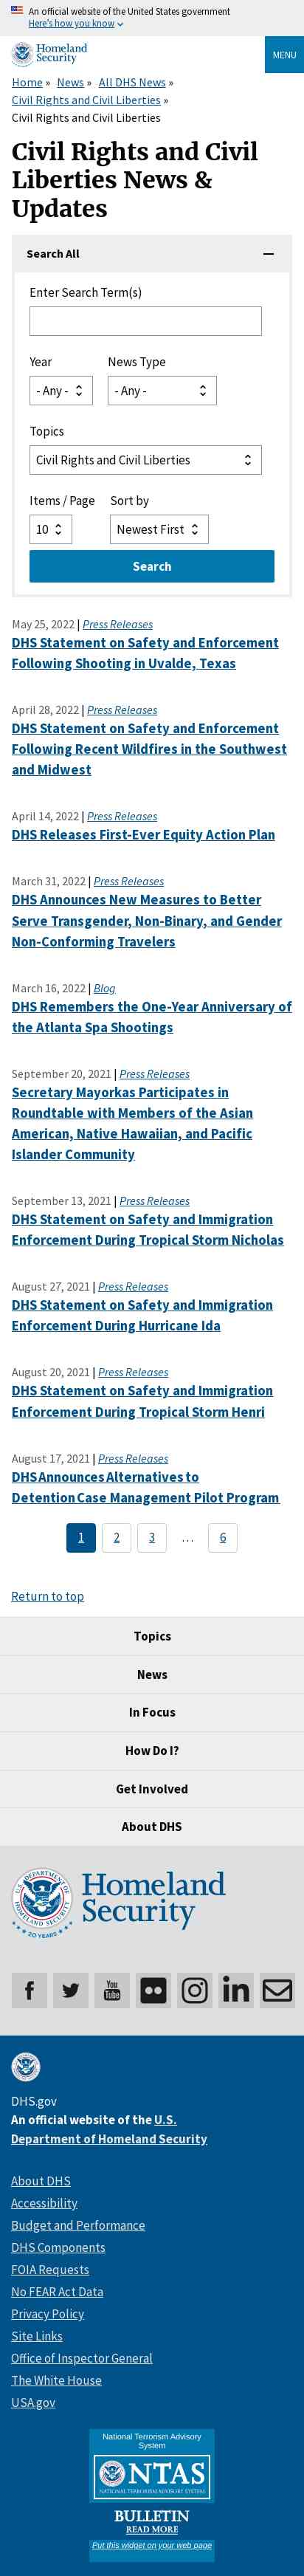 An official website of the United States government
Here's how you know
Homeland
Security
MENU
Home » News » All DHS News »
Civil Rights and Civil Liberties »
Civil Rights and Civil Liberties
Civil Rights and Civil
Liberties News &
Updates
Search All
Enter Search Term(s)
Year
News Type
- Any -
- Any -
Topics
Civil Rights and Civil Liberties
Items / Page
Sort by
10
Newest First
Search
May 25, 2022 | Press Releases
DHS Statement on Safety and Enforcement
Following Shooting in Uvalde, Texas
April 28, 2022 | Press Releases
DHS Statement on Safety and Enforcement
Following Recent Wildfires in the Southwest
and Midwest
April 14, 2022 | Press Releases
DHS Releases First-Ever Equity Action Plan
March 31, 2022 | Press Releases
DHS Announces New Measures to Better
Serve Transgender, Non-Binary, and Gender
Non-Conforming Travelers
March 16, 2022 | Blog
DHS Remembers the One-Year Anniversary of
the Atlanta Spa Shootings
September 20, 2021 | Press Releases
Secretary Mayorkas Participates in
Roundtable with Members of the Asian
American, Native Hawaiian, and Pacific
Islander Community
September 13, 2021 | Press Releases
DHS Statement on Safety and Immigration
Enforcement During Tropical Storm Nicholas
August 27, 2021 | Press Releases
DHS Statement on Safety and Immigration
Enforcement During Hurricane Ida
August 20, 2021 | Press Releases
DHS Statement on Safety and Immigration
Enforcement During Tropical Storm Henri
August 17, 2021 | Press Releases
DHS Announces Alternatives to
Detention Case Management Pilot Program
1 2 3 … 6
Return to top
Topics
News
In Focus
How Do I?
Get Involved
About DHS
U.S. DEPARTMENT OF HOMELAND SECURITY
20 YEARS
Homeland
Security
You
Tube
DHS.gov
An official website of the U.S.
Department of Homeland Security
About DHS
Accessibility
Budget and Performance
DHS Components
FOIA Requests
No FEAR Act Data
Privacy Policy
Site Links
Office of Inspector General
The White House
USA.gov
National Terrorism Advisory
System
NTAS
NATIONAL TERRORISM ADVISORY SYSTEM
BULLETIN
READ MORE
Put this widget on your web page